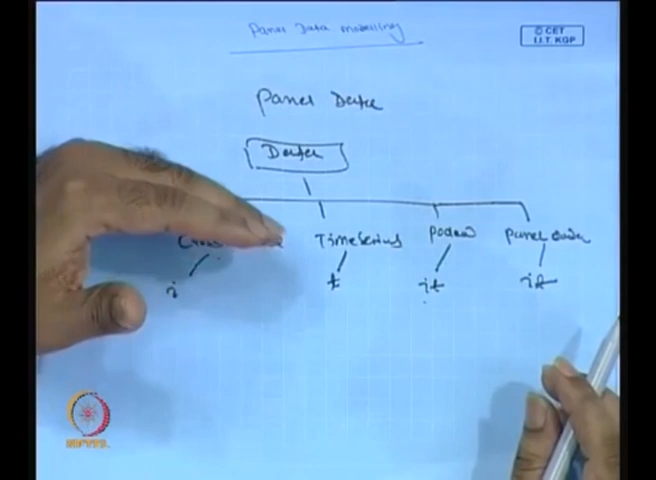 Panel Data modelling
© CET
I.I.T. KGP
Panel Data
Data
Time Series Pooled Panel data
i t it it
NPTEL